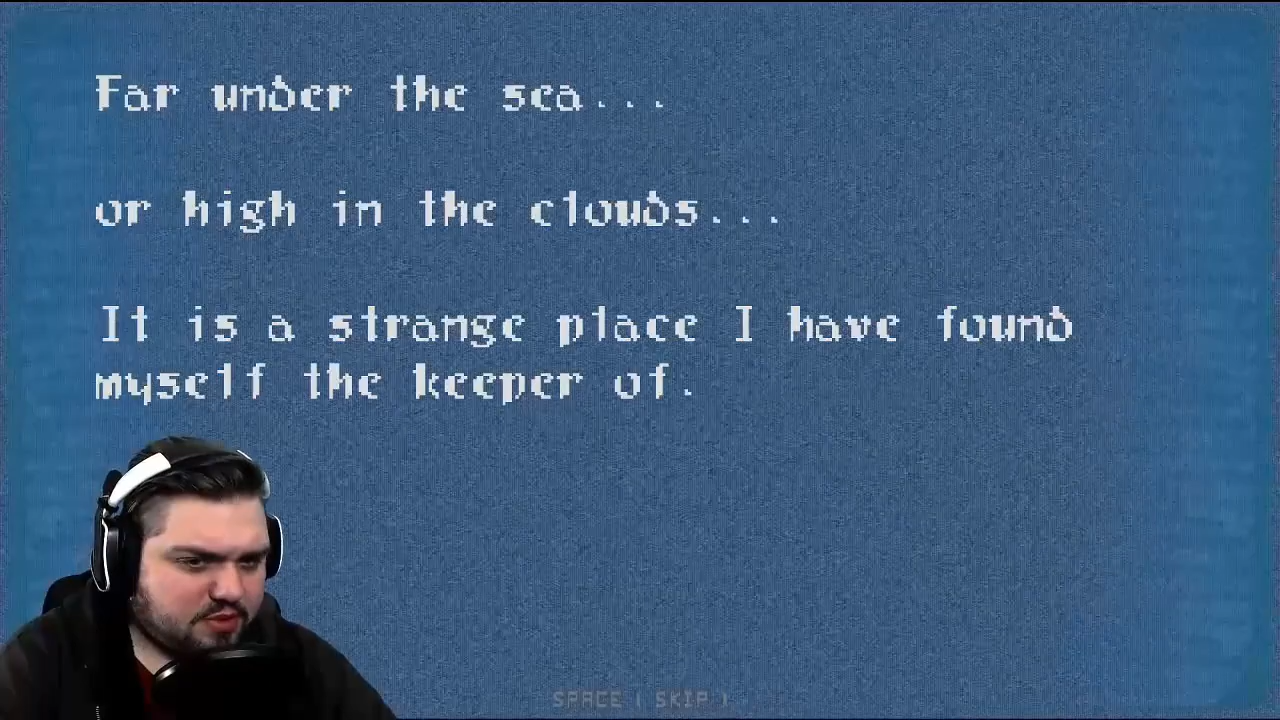 Far under the sea...
or high in the clouds...
It is a strange place I have found
myself the keeper of.
SPACE ( SKIP )